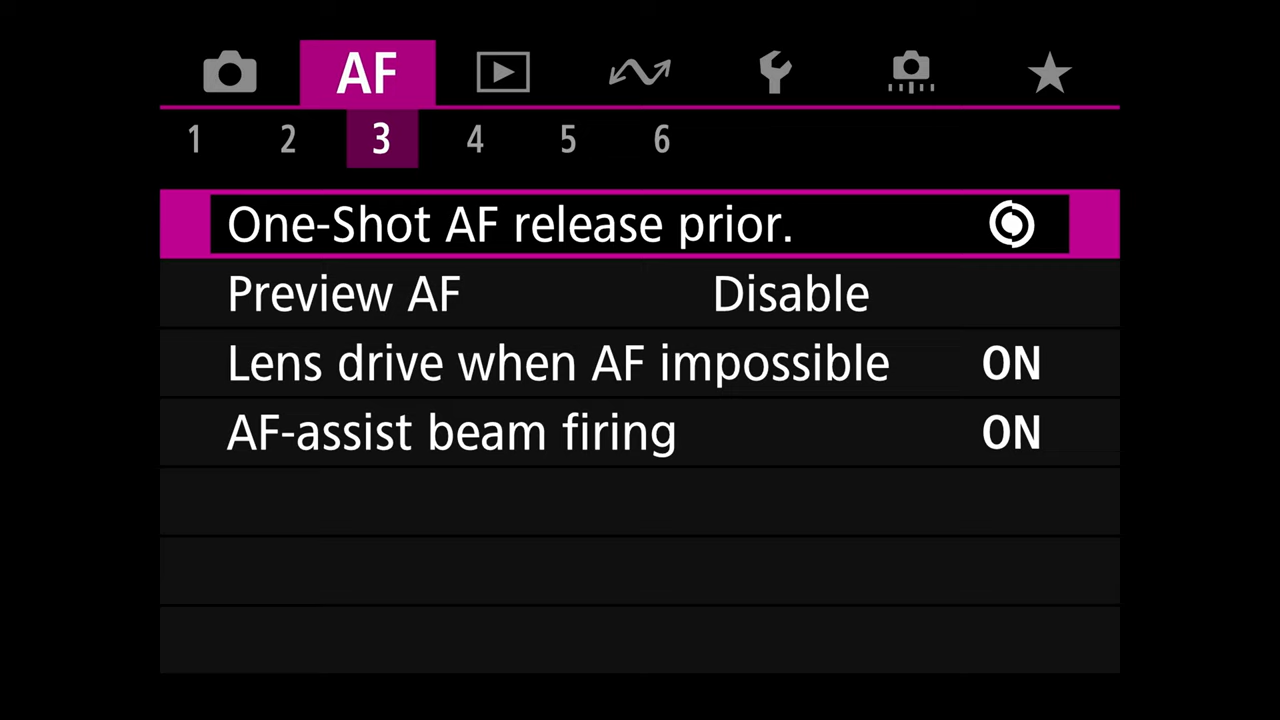 AF
1 2 3 4 5 6
One-Shot AF release prior.
Preview AF Disable
Lens drive when AF impossible ON
AF-assist beam firing ON